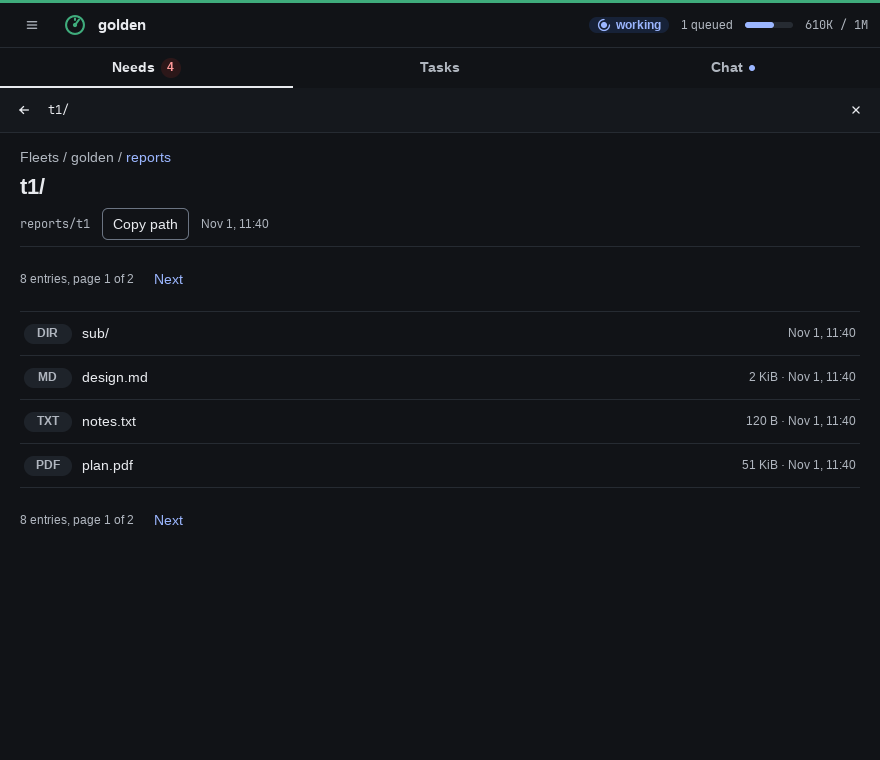 golden
working
1 queued
610K / 1M
Needs 4
Tasks
Chat
t1/
Fleets / golden / reports
t1/
reports/t1
Copy path
Nov 1, 11:40
8 entries, page 1 of 2
Next
DIR sub/ Nov 1, 11:40
MD design.md 2 KiB · Nov 1, 11:40
TXT notes.txt 120 B · Nov 1, 11:40
PDF plan.pdf 51 KiB · Nov 1, 11:40
8 entries, page 1 of 2
Next